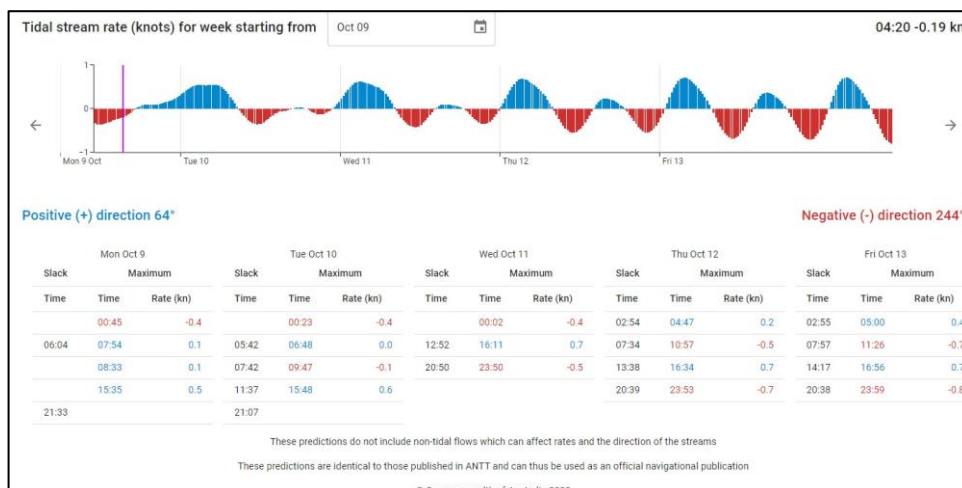 Tidal stream rate (knots) for week starting from Oct 09 04:20 -0.19 kn
1
0
-1
Mon 9 Oct Tue 10 Wed 11 Thu 12 Fri 13
Positive (+) direction 64° Negative (-) direction 244°
Mon Oct 9 Tue Oct 10 Wed Oct 11 Thu Oct 12 Fri Oct 13
Slack Maximum Slack Maximum Slack Maximum Slack Maximum Slack Maximum
Time Time Rate (kn) Time Time Rate (kn) Time Time Rate (kn) Time Time Rate (kn) Time Time Rate (kn)
00:45 -0.4 00:23 -0.4 00:02 -0.4 02:54 04:47 0.2 02:55 05:00 0.4
06:04 07:54 0.1 05:42 06:48 0.0 12:52 16:11 0.7 07:34 10:57 -0.5 07:57 11:26 -0.7
08:33 0.1 07:42 09:47 -0.1 20:50 23:50 -0.5 13:38 16:34 0.7 14:17 16:56 0.7
15:35 0.5 11:37 15:48 0.6 20:39 23:53 -0.7 20:38 23:59 -0.8
21:33 21:07
These predictions do not include non-tidal flows which can affect rates and the direction of the streams
These predictions are identical to those published in ANTT and can thus be used as an official navigational publication